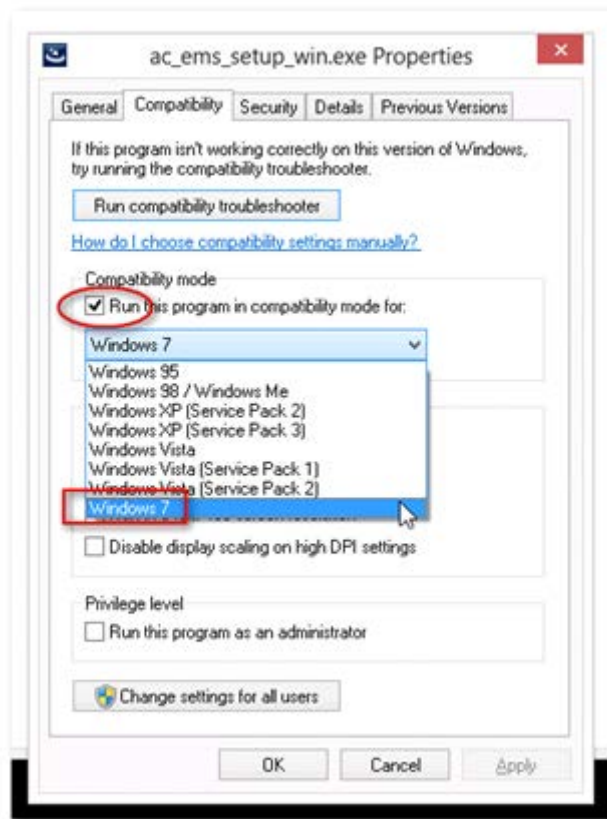 ac_ems_setup_win.exe Properties
General Compatibility Security Details Previous Versions
If this program isn't working correctly on this version of Windows,
try running the compatibility troubleshooter.
Run compatibility troubleshooter
How do I choose compatibility settings manually?
Compatibility mode
Run this program in compatibility mode for:
Windows 7
Windows 95
Windows 98 / Windows Me
Windows XP (Service Pack 2)
Windows XP (Service Pack 3)
Windows Vista
Windows Vista (Service Pack 1)
Windows Vista (Service Pack 2)
Windows 7
Disable display scaling on high DPI settings
Privilege level
Run this program as an administrator
Change settings for all users
OK Cancel Apply